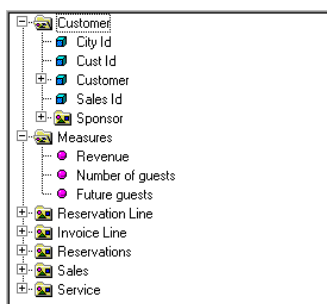 Customer
City Id
Cust Id
Customer
Sales Id
Sponsor
Measures
Revenue
Number of guests
Future guests
Reservation Line
Invoice Line
Reservations
Sales
Service